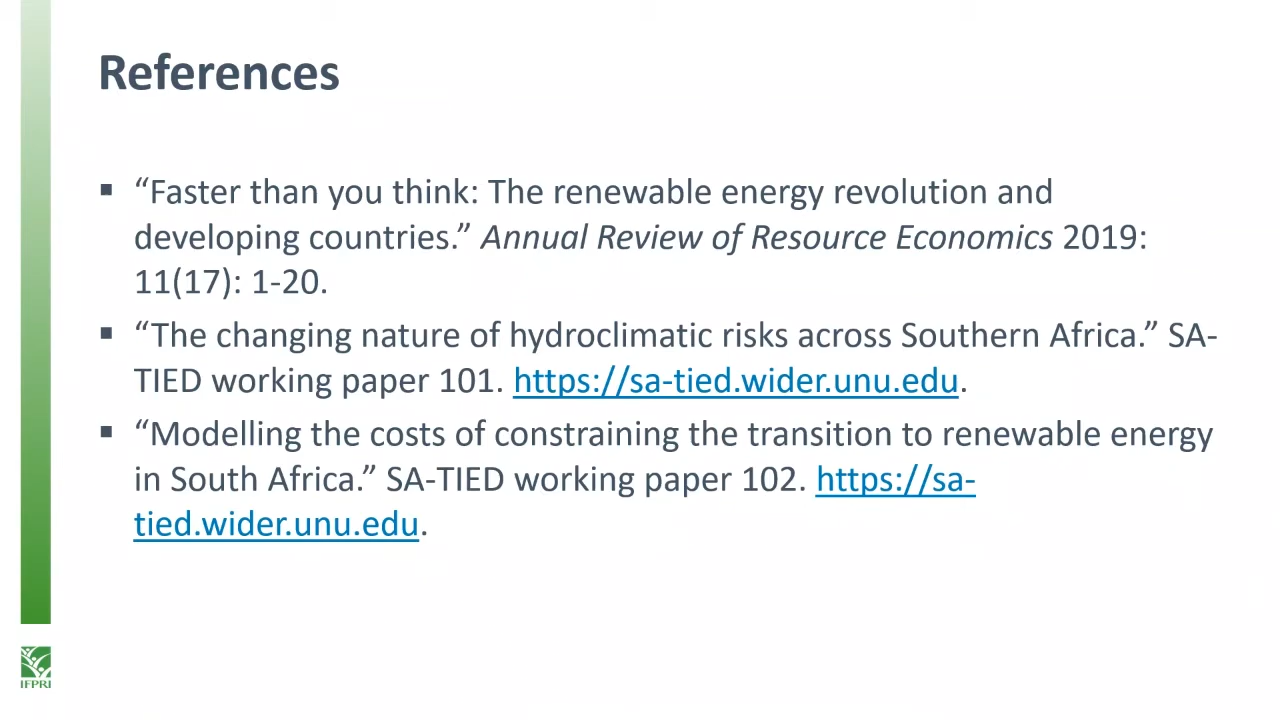 References
▪ “Faster than you think: The renewable energy revolution and
developing countries.” Annual Review of Resource Economics 2019:
11(17): 1-20.
▪ “The changing nature of hydroclimatic risks across Southern Africa.” SA-
TIED working paper 101. https://sa-tied.wider.unu.edu.
▪ “Modelling the costs of constraining the transition to renewable energy
in South Africa.” SA-TIED working paper 102. https://sa-
tied.wider.unu.edu.
IFPRI